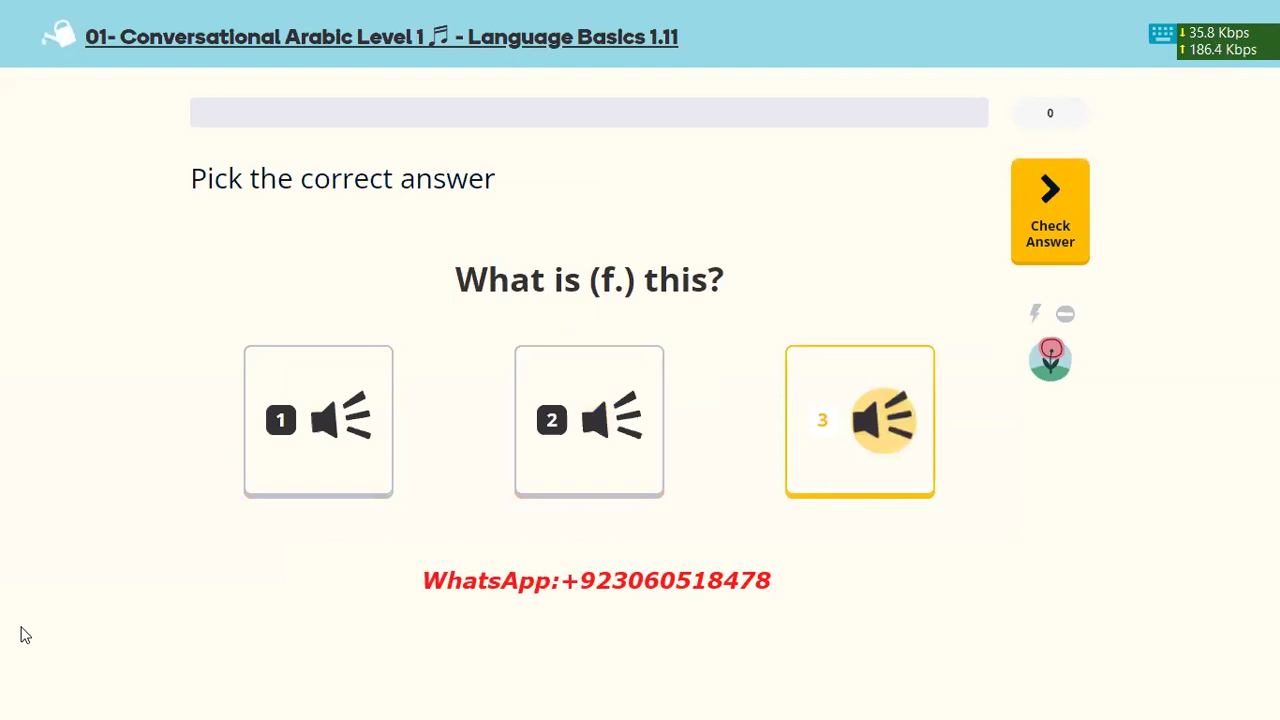 01- Conversational Arabic Level 1 🎵 - Language Basics 1.11
35.8 Kbps
186.4 Kbps
0
Pick the correct answer
Check
Answer
What is (f.) this?
1
2
3
WhatsApp:+923060518478